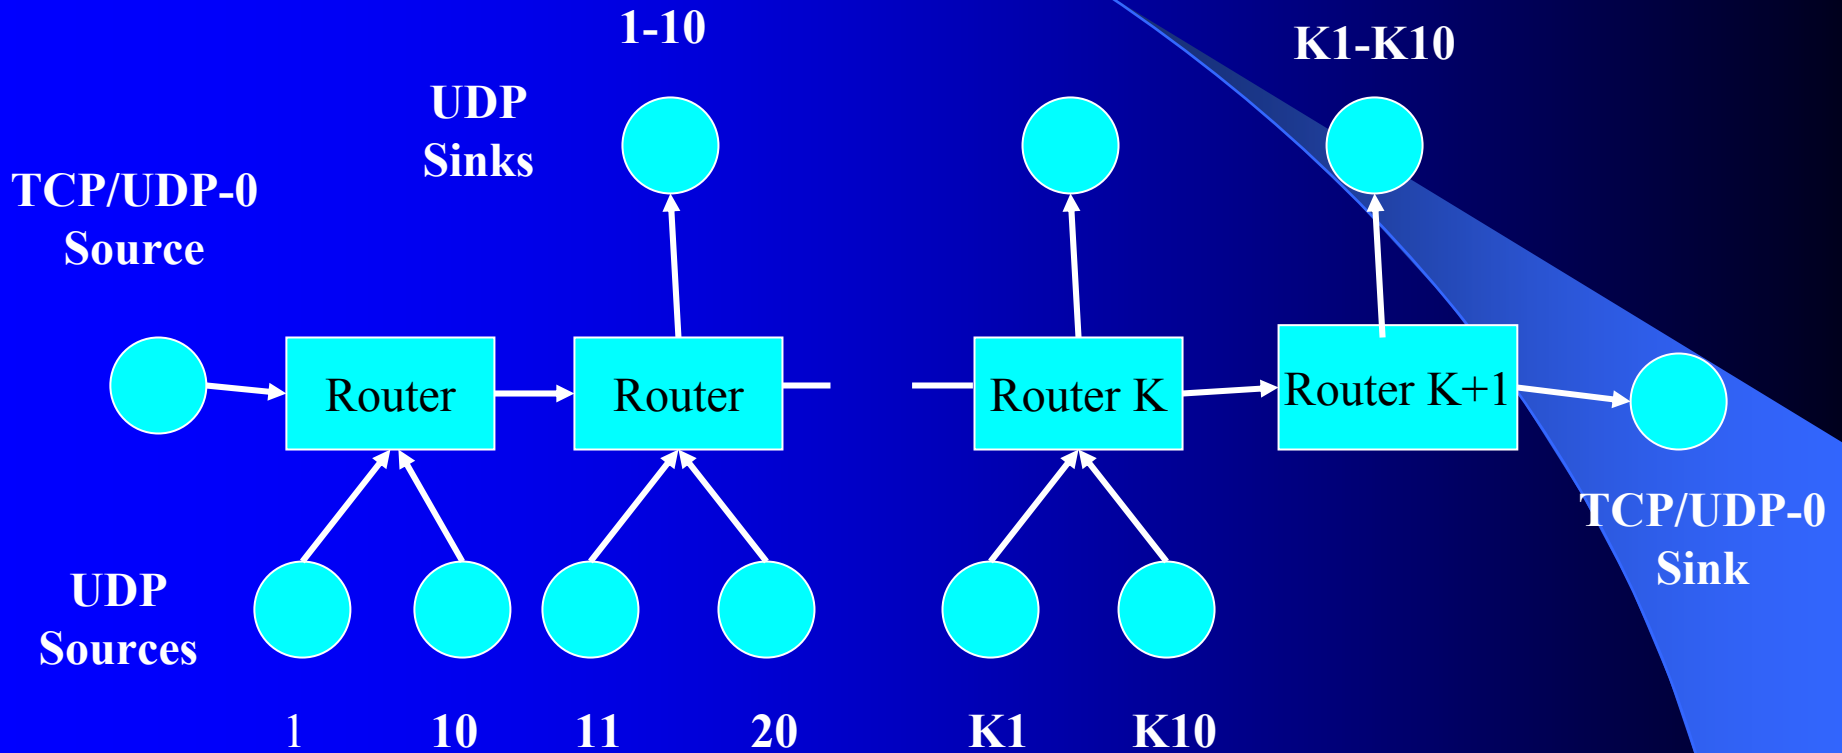 1-10
K1-K10
UDP
Sinks
TCP/UDP-0
Source
Router
Router
Router K
Router K+1
TCP/UDP-0
Sink
UDP
Sources
1
10
11
20
K1
K10